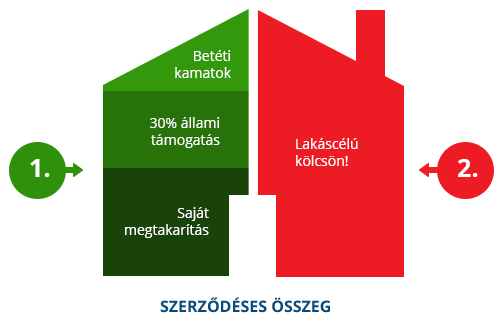 Betéti
kamatok
30% állami
támogatás
1.
Saját
megtakarítás
Lakáscélú
kölcsön!
2.
SZERZŐDÉSES ÖSSZEG